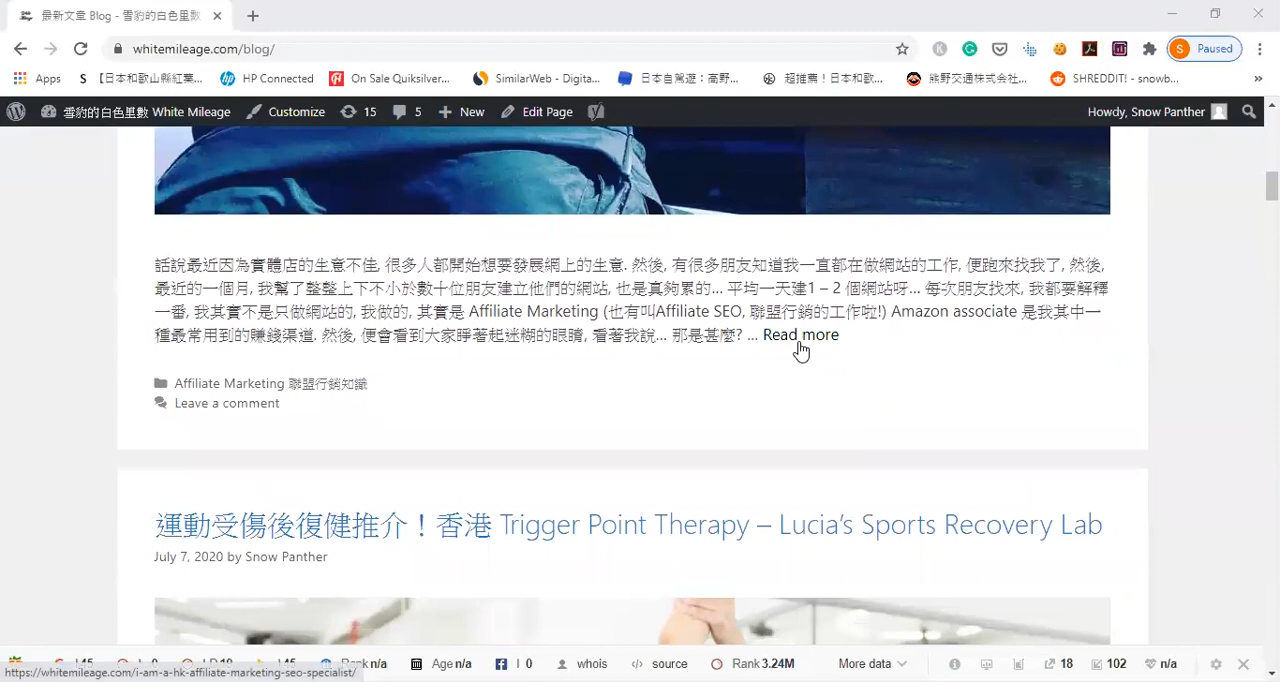 最新文章 Blog - 雪豹的白色里數
whitemileage.com/blog/
S Paused
Apps S 【日本和歌山縣紅葉... HP Connected On Sale Quiksilver... SimilarWeb - Digita... 超推薦！日本和歌... 熊野交通株式会社... SHREDDIT! - snowb... »
雪豹的白色里數 White Mileage Customize 15 5 New Edit Page Howdy, Snow Panther
話說最近因為實體店的生意不佳, 很多人都開始想要發展網上的生意. 然後, 有很多朋友知道我一直都在做網站的工作, 便跑來找我了, 然後,
最近的一個月, 我幫了整整上下不小於數十位朋友建立他們的網站, 也是真夠累的... 平均一天建1 – 2 個網站呀... 每次朋友找來, 我都要解釋
一番, 我其實不是只做網站的, 我做的, 其實是 Affiliate Marketing (也有叫Affiliate SEO, 聯盟行銷的工作啦!) Amazon associate 是我其中一
種最常用到的賺錢渠道. 然後, 便會看到大家睜著起迷糊的眼睛, 看著我說... 那是甚麼? ... Read more
Affiliate Marketing 聯盟行銷知識
Leave a comment
運動受傷後復健推介！香港 Trigger Point Therapy – Lucia’s Sports Recovery Lab
July 7, 2020 by Snow Panther
n/a Age n/a I 0 whois source Rank 3.24M More data 18 102 n/a
https://whitemileage.com/i-am-a-hk-affiliate-marketing-seo-specialist/